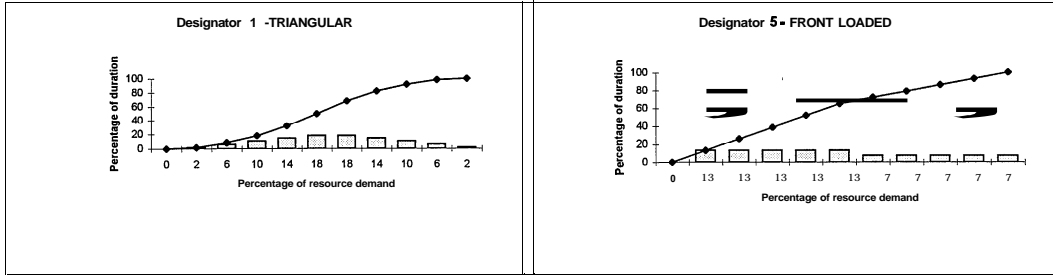 Designator 1 -TRIANGULAR
Percentage of duration
100
80
60
40
20
0
0 2 6 10 14 18 18 14 10 6 2
Percentage of resource demand
Designator 5 - FRONT LOADED
Percentage of duration
100
80
60
40
20
0
0 13 13 13 13 13 7 7 7 7 7
Percentage of resource demand